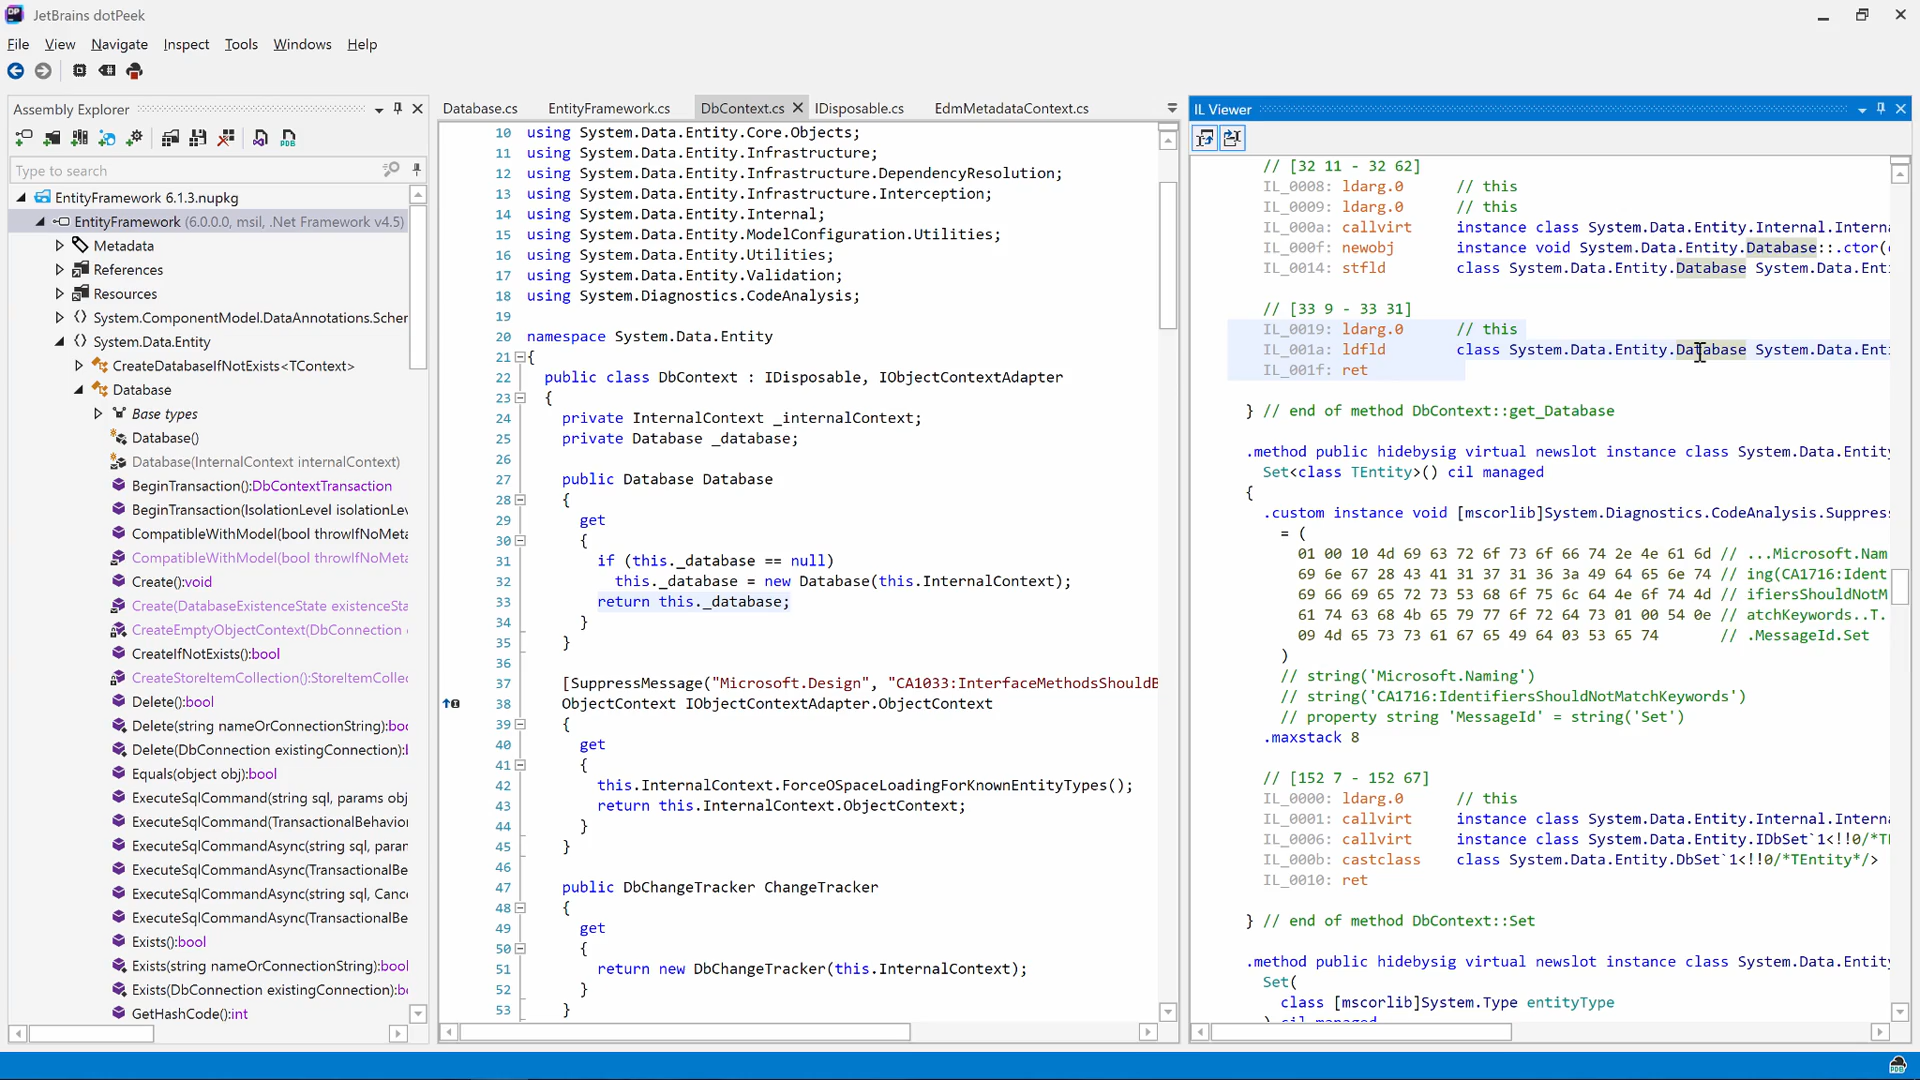 JetBrains dotPeek
File View Navigate Inspect Tools Windows Help
Assembly Explorer
Type to search
EntityFramework 6.1.3.nupkg
EntityFramework (6.0.0.0, msil, .Net Framework v4.5)
Metadata
References
Resources
System.ComponentModel.DataAnnotations.Scher
System.Data.Entity
CreateDatabaseIfNotExists<TContext>
Database
Base types
Database()
Database(InternalContext internalContext)
BeginTransaction():DbContextTransaction
BeginTransaction(IsolationLevel isolationLev
CompatibleWithModel(bool throwIfNoMeta
CompatibleWithModel(bool throwIfNoMeta
Create():void
Create(DatabaseExistenceState existenceSta
CreateEmptyObjectContext(DbConnection c
CreateIfNotExists():bool
CreateStoreItemCollection():StoreItemCollec
Delete():bool
Delete(string nameOrConnectionString):boo
Delete(DbConnection existingConnection):l
Equals(object obj):bool
ExecuteSqlCommand(string sql, params obj
ExecuteSqlCommand(TransactionalBehavior
ExecuteSqlCommandAsync(string sql, param
ExecuteSqlCommandAsync(TransactionalBe
ExecuteSqlCommandAsync(string sql, Cance
ExecuteSqlCommandAsync(TransactionalBe
Exists():bool
Exists(string nameOrConnectionString):bool
Exists(DbConnection existingConnection):bo
GetHashCode():int
Database.cs EntityFramework.cs DbContext.cs IDisposable.cs EdmMetadataContext.cs
10 using System.Data.Entity.Core.Objects;
11 using System.Data.Entity.Infrastructure;
12 using System.Data.Entity.Infrastructure.DependencyResolution;
13 using System.Data.Entity.Infrastructure.Interception;
14 using System.Data.Entity.Internal;
15 using System.Data.Entity.ModelConfiguration.Utilities;
16 using System.Data.Entity.Utilities;
17 using System.Data.Entity.Validation;
18 using System.Diagnostics.CodeAnalysis;
19
20 namespace System.Data.Entity
21 {
22 public class DbContext : IDisposable, IObjectContextAdapter
23 {
24 private InternalContext _internalContext;
25 private Database _database;
26
27 public Database Database
28 {
29 get
30 {
31 if (this._database == null)
32 this._database = new Database(this.InternalContext);
33 return this._database;
34 }
35 }
36
37 [SuppressMessage("Microsoft.Design", "CA1033:InterfaceMethodsShouldB
38 ObjectContext IObjectContextAdapter.ObjectContext
39 {
40 get
41 {
42 this.InternalContext.ForceOSpaceLoadingForKnownEntityTypes();
43 return this.InternalContext.ObjectContext;
44 }
45 }
46
47 public DbChangeTracker ChangeTracker
48 {
49 get
50 {
51 return new DbChangeTracker(this.InternalContext);
52 }
53 }
IL Viewer
// [32 11 - 32 62]
IL_0008: ldarg.0 // this
IL_0009: ldarg.0 // this
IL_000a: callvirt instance class System.Data.Entity.Internal.Interna
IL_000f: newobj instance void System.Data.Entity.Database::.ctor(c
IL_0014: stfld class System.Data.Entity.Database System.Data.Enti
// [33 9 - 33 31]
IL_0019: ldarg.0 // this
IL_001a: ldfld class System.Data.Entity.Database System.Data.Enti
IL_001f: ret
} // end of method DbContext::get_Database
.method public hidebysig virtual newslot instance class System.Data.Entity
Set<class TEntity>() cil managed
{
.custom instance void [mscorlib]System.Diagnostics.CodeAnalysis.Suppress
= (
01 00 10 4d 69 63 72 6f 73 6f 66 74 2e 4e 61 6d // ...Microsoft.Nam
69 6e 67 28 43 41 31 37 31 36 3a 49 64 65 6e 74 // ing(CA1716:Ident
69 66 69 65 72 73 53 68 6f 75 6c 64 4e 6f 74 4d // ifiersShouldNotM
61 74 63 68 4b 65 79 77 6f 72 64 73 01 00 54 0e // atchKeywords..T.
09 4d 65 73 73 61 67 65 49 64 03 53 65 74 // .MessageId.Set
)
// string('Microsoft.Naming')
// string('CA1716:IdentifiersShouldNotMatchKeywords')
// property string 'MessageId' = string('Set')
.maxstack 8
// [152 7 - 152 67]
IL_0000: ldarg.0 // this
IL_0001: callvirt instance class System.Data.Entity.Internal.Interna
IL_0006: callvirt instance class System.Data.Entity.IDbSet`1<!!0/*TE
IL_000b: castclass class System.Data.Entity.DbSet`1<!!0/*TEntity*/>
IL_0010: ret
} // end of method DbContext::Set
.method public hidebysig virtual newslot instance class System.Data.Entity
Set(
class [mscorlib]System.Type entityType
) cil managed